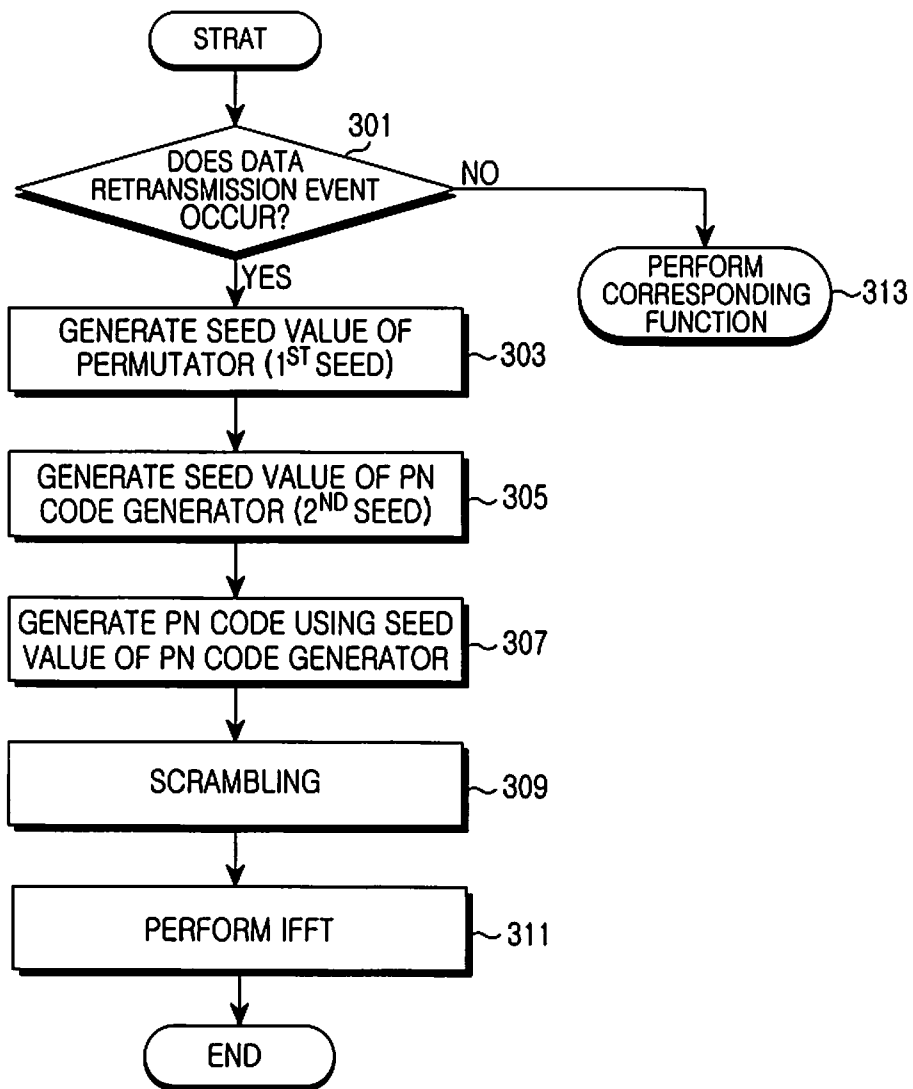 STRAT
301
DOES DATA
RETRANSMISSION EVENT
OCCUR?
NO
YES
PERFORM
CORRESPONDING
FUNCTION
313
GENERATE SEED VALUE OF
PERMUTATOR (1ST SEED)
303
GENERATE SEED VALUE OF PN
CODE GENERATOR (2ND SEED)
305
GENERATE PN CODE USING SEED
VALUE OF PN CODE GENERATOR
307
SCRAMBLING
309
PERFORM IFFT
311
END